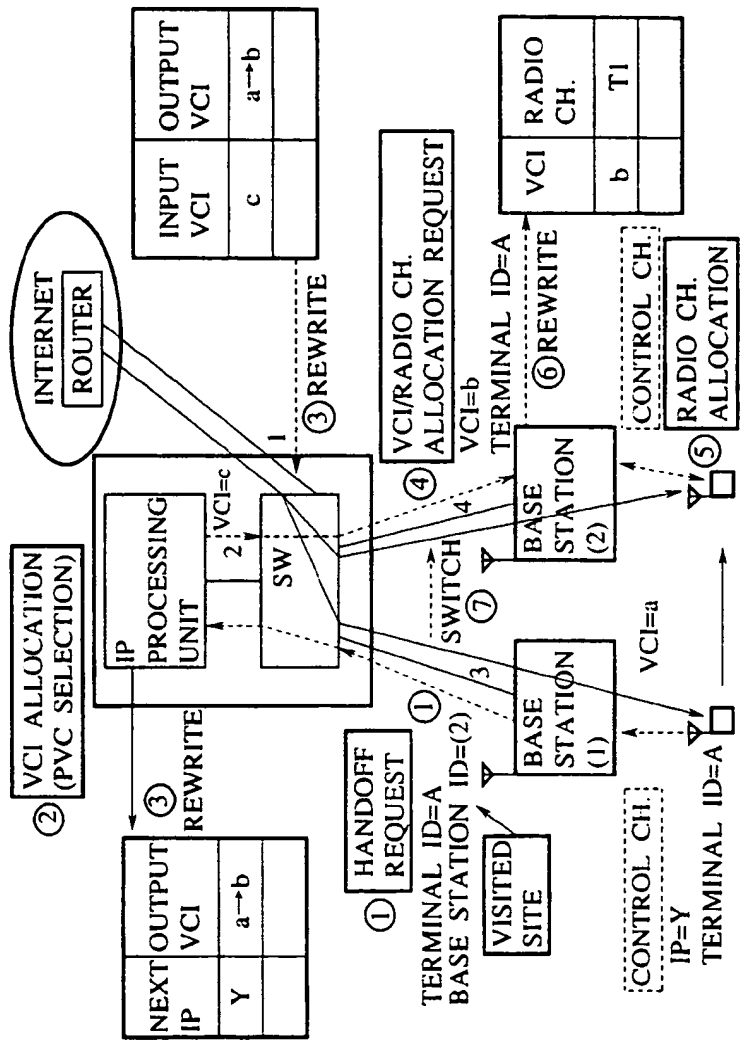 INTERNET
ROUTER
② VCI ALLOCATION
(PVC SELECTION)
IP
PROCESSING
UNIT
SW
VCI=c
2
1
INPUT
VCI
OUTPUT
VCI
c
a→b
③ REWRITE
③
REWRITE
NEXT
IP
OUTPUT
VCI
Y
a→b
① HANDOFF
REQUEST
TERMINAL ID=A
BASE STATION ID=(2)
VISITED
SITE
①
3
SWITCH
⑦
4
④ VCI/RADIO CH.
ALLOCATION REQUEST
VCI=b
TERMINAL ID=A
⑥ REWRITE
VCI
RADIO
CH.
b
T1
BASE
STATION
(1)
BASE
STATION
(2)
CONTROL CH.
IP=Y
TERMINAL ID=A
VCI=a
CONTROL CH.
⑤ RADIO CH.
ALLOCATION